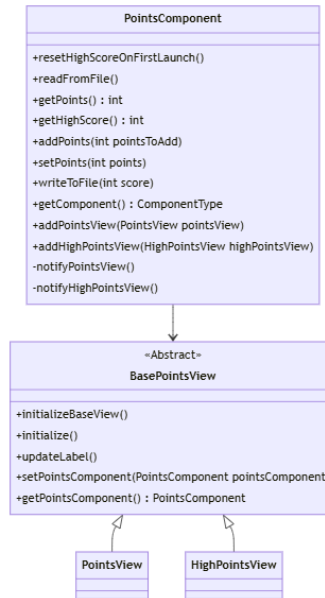 PointsComponent
+resetHighScoreOnFirstLaunch()
+readFromFile()
+getPoints() : int
+getHighScore() : int
+addPoints(int pointsToAdd)
+setPoints(int points)
+writeToFile(int score)
+getComponent() : ComponentType
+addPointsView(PointsView pointsView)
+addHighPointsView(HighPointsView highPointsView)
-notifyPointsView()
-notifyHighPointsView()
«Abstract»
BasePointsView
+initializeBaseView()
+initialize()
+updateLabel()
+setPointsComponent(PointsComponent pointsComponent
+getPointsComponent() : PointsComponent
PointsView HighPointsView